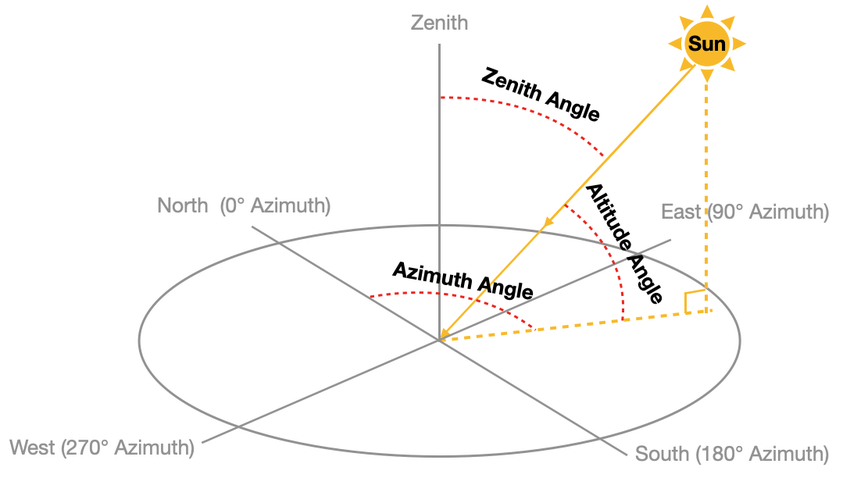 Zenith
Sun
Zenith Angle
North (0° Azimuth)
Altitude Angle
East (90° Azimuth)
Azimuth Angle
West (270° Azimuth)
South (180° Azimuth)